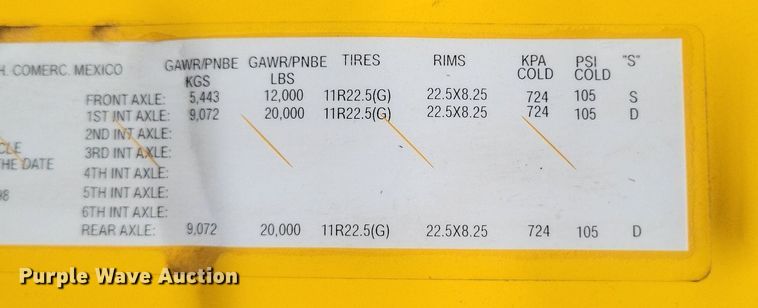 H. COMERC. MEXICO GAWR/PNBE KGS GAWR/PNBE LBS TIRES RIMS KPA COLD PSI COLD "S"
FRONT AXLE: 5,443 12,000 11R22.5(G) 22.5X8.25 724 105 S
1ST INT AXLE: 9,072 20,000 11R22.5(G) 22.5X8.25 724 105 D
2ND INT AXLE:
CLE 3RD INT AXLE:
THE DATE 4TH INT AXLE:
98 5TH INT AXLE:
6TH INT AXLE:
REAR AXLE: 9,072 20,000 11R22.5(G) 22.5X8.25 724 105 D
Purple Wave Auction